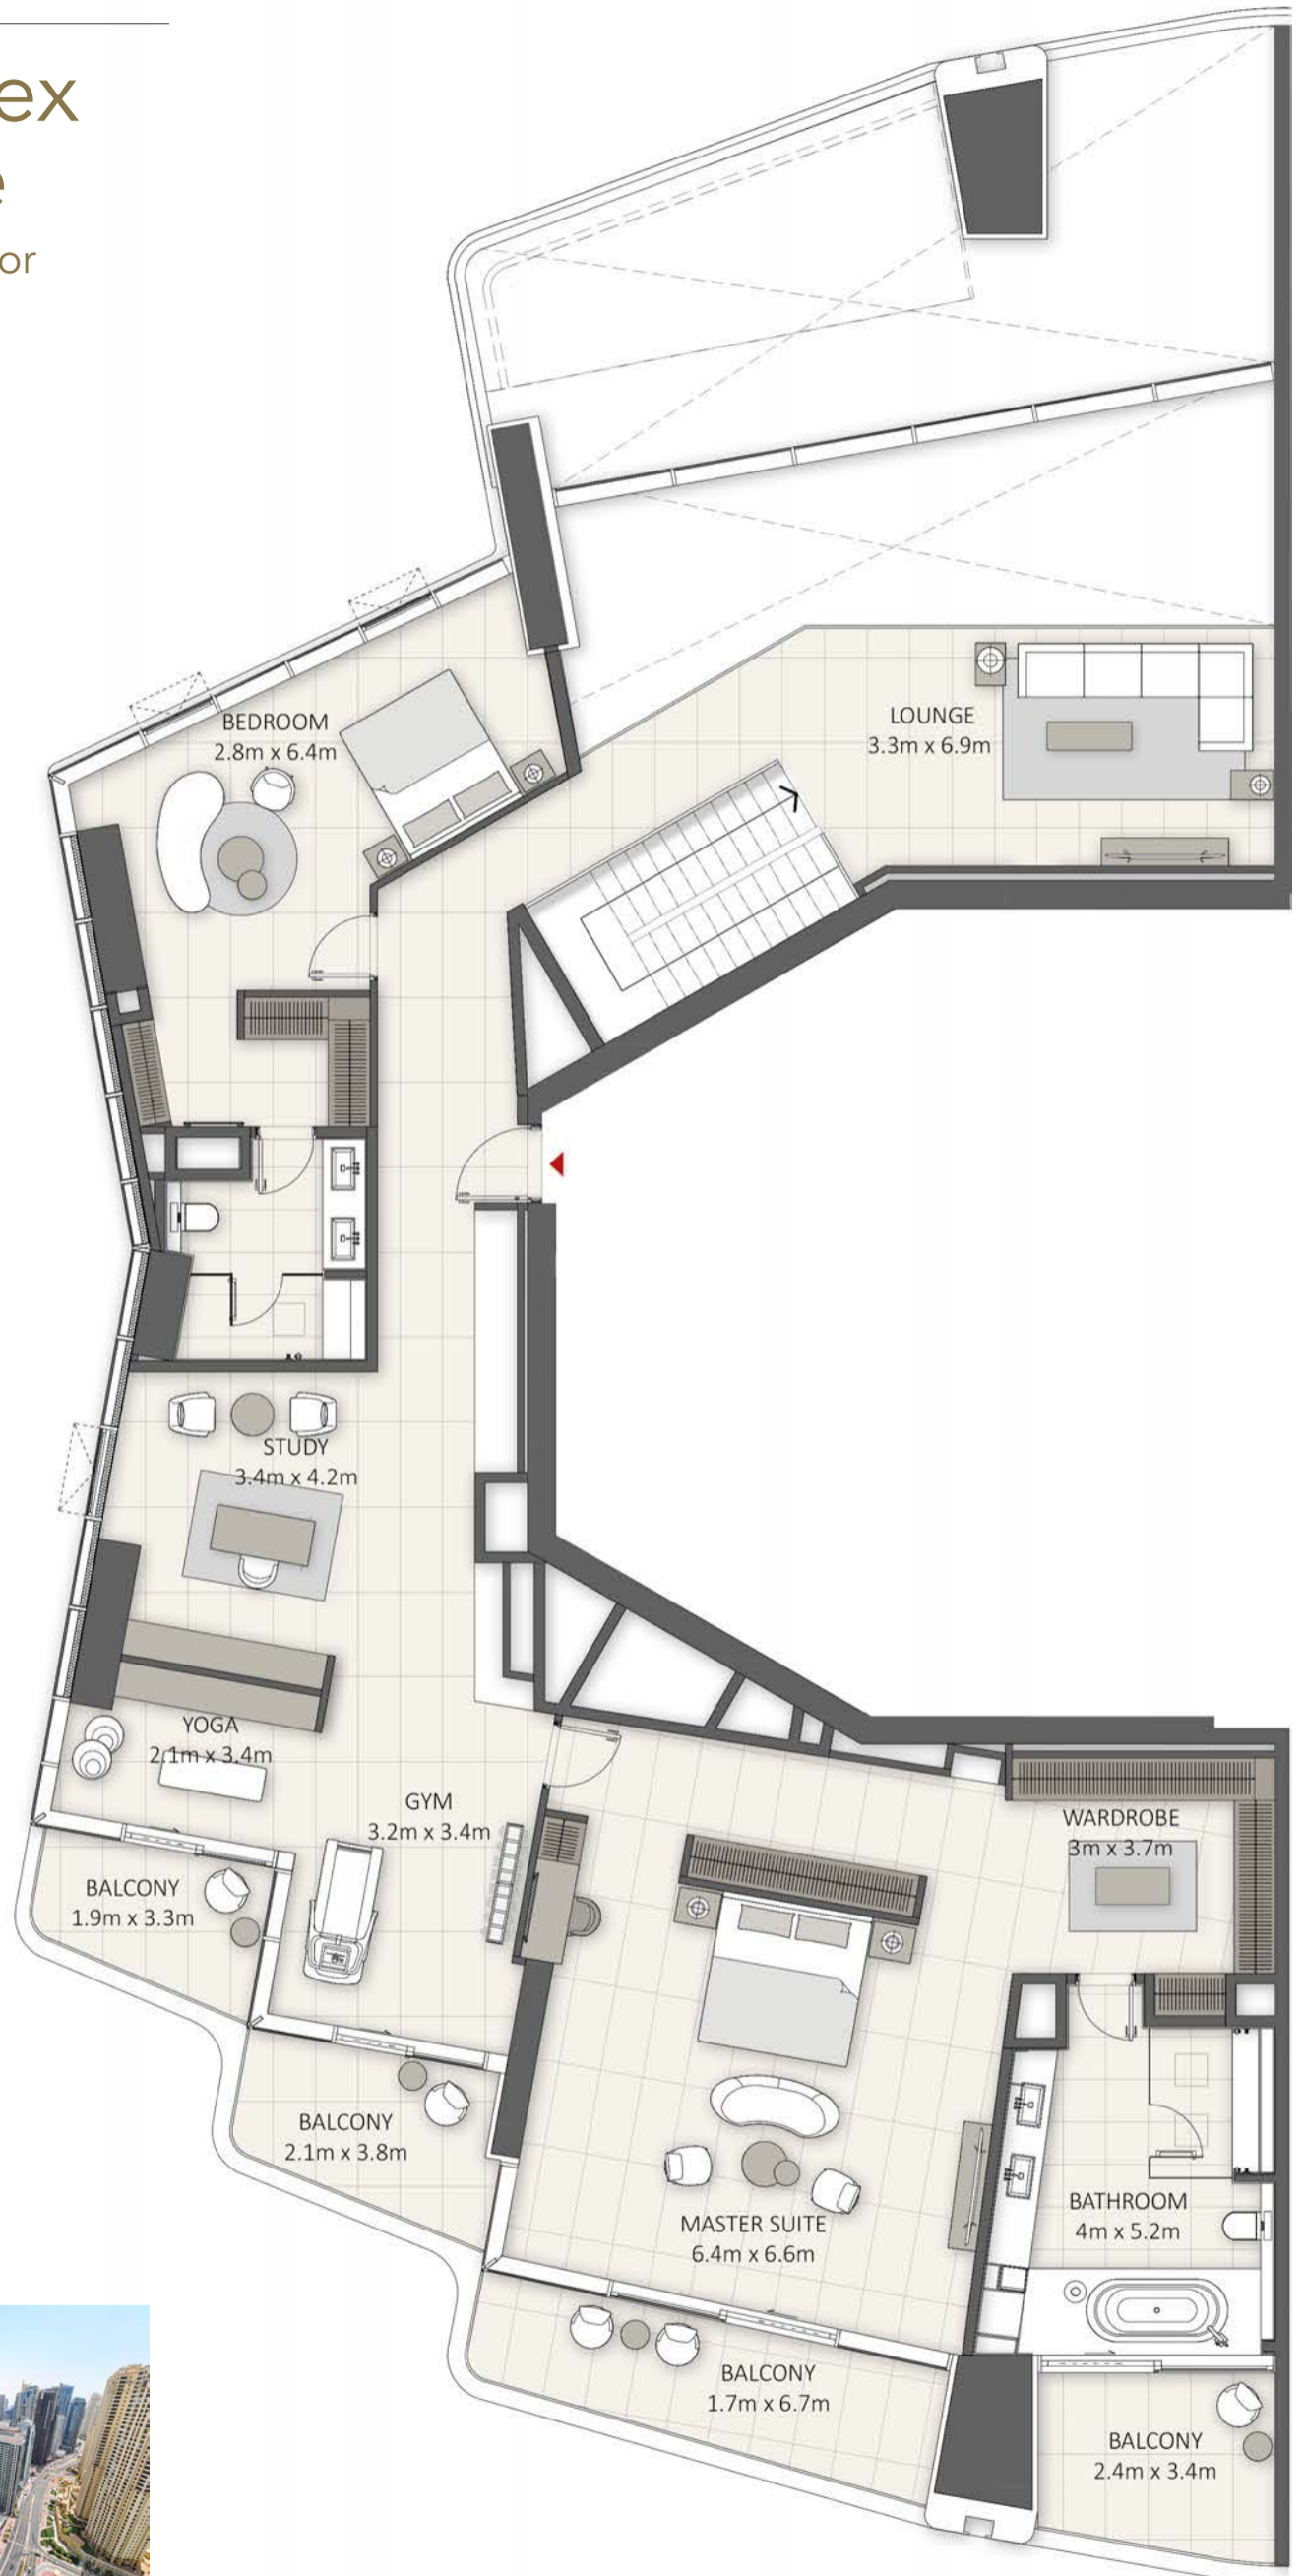 ex
e
or
BEDROOM
2.8m x 6.4m
LOUNGE
3.3m x 6.9m
STUDY
3.4m x 4.2m
YOGA
2.1m x 3.4m
GYM
3.2m x 3.4m
WARDROBE
3m x 3.7m
BALCONY
1.9m x 3.3m
BALCONY
2.1m x 3.8m
MASTER SUITE
6.4m x 6.6m
BATHROOM
4m x 5.2m
BALCONY
1.7m x 6.7m
BALCONY
2.4m x 3.4m